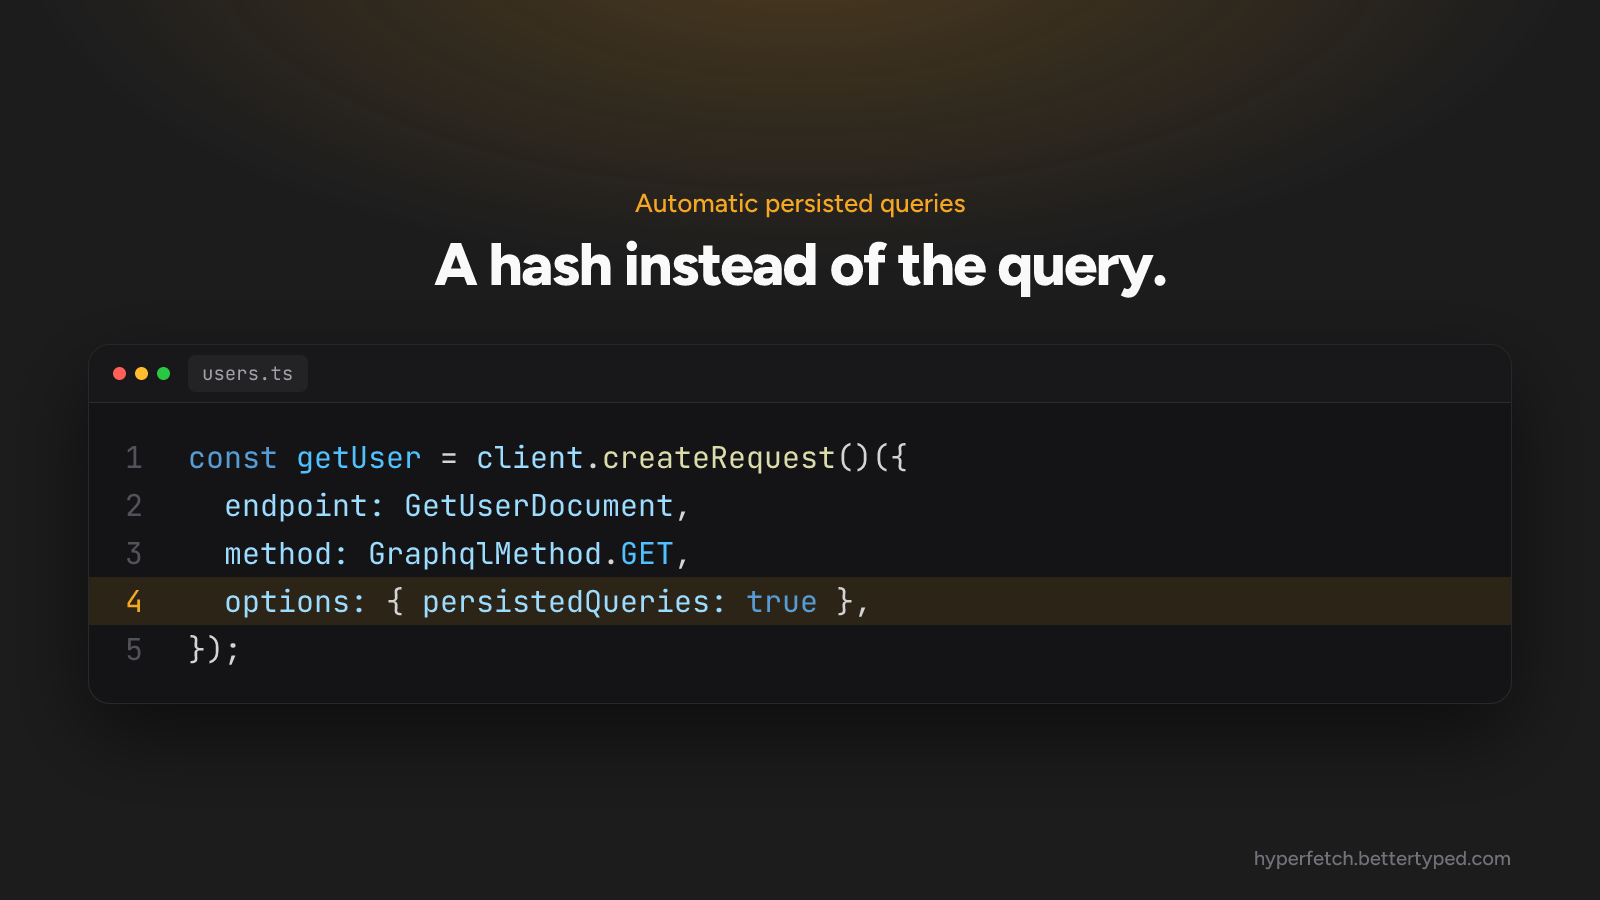 Automatic persisted queries
A hash instead of the query.
users.ts
1 const getUser = client.createRequest()({
2   endpoint: GetUserDocument,
3   method: GraphqlMethod.GET,
4   options: { persistedQueries: true },
5 });
hyperfetch.bettertyped.com